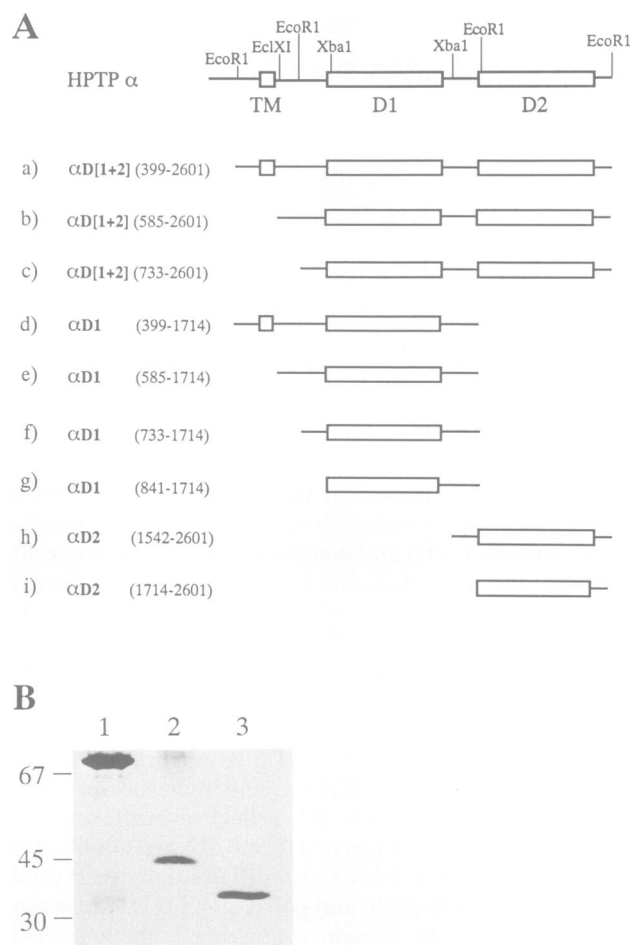 A
EcoR1
EclXI
EcoR1
Xba1
Xba1
EcoR1
EcoR1
HPTP α
TM D1 D2
a) αD[1+2] (399-2601)
b) αD[1+2] (585-2601)
c) αD[1+2] (733-2601)
d) αD1 (399-1714)
e) αD1 (585-1714)
f) αD1 (733-1714)
g) αD1 (841-1714)
h) αD2 (1542-2601)
i) αD2 (1714-2601)
B
1 2 3
67
45
30